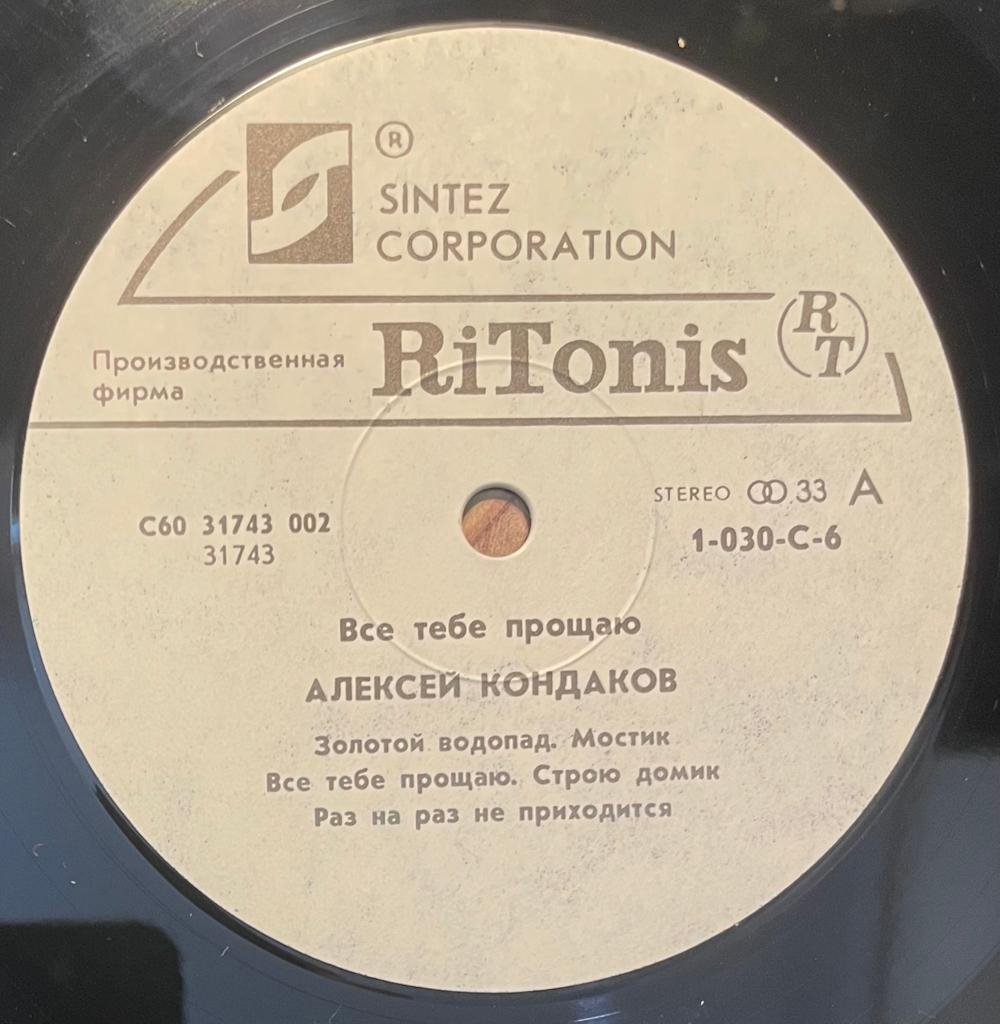 ®
SINTEZ
CORPORATION
Производственная
фирма
RiTonis
RT
С60 31743 002
31743
STEREO 33 A
1-030-С-6
Все тебе прощаю
АЛЕКСЕЙ КОНДАКОВ
Золотой водопад. Мостик
Все тебе прощаю. Строю домик
Раз на раз не приходится